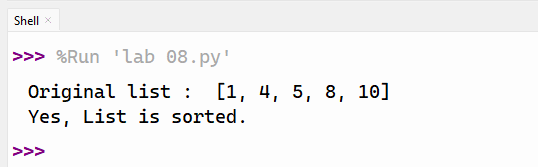 Shell ×
>>> %Run 'lab 08.py'
Original list :  [1, 4, 5, 8, 10]
Yes, List is sorted.
>>>